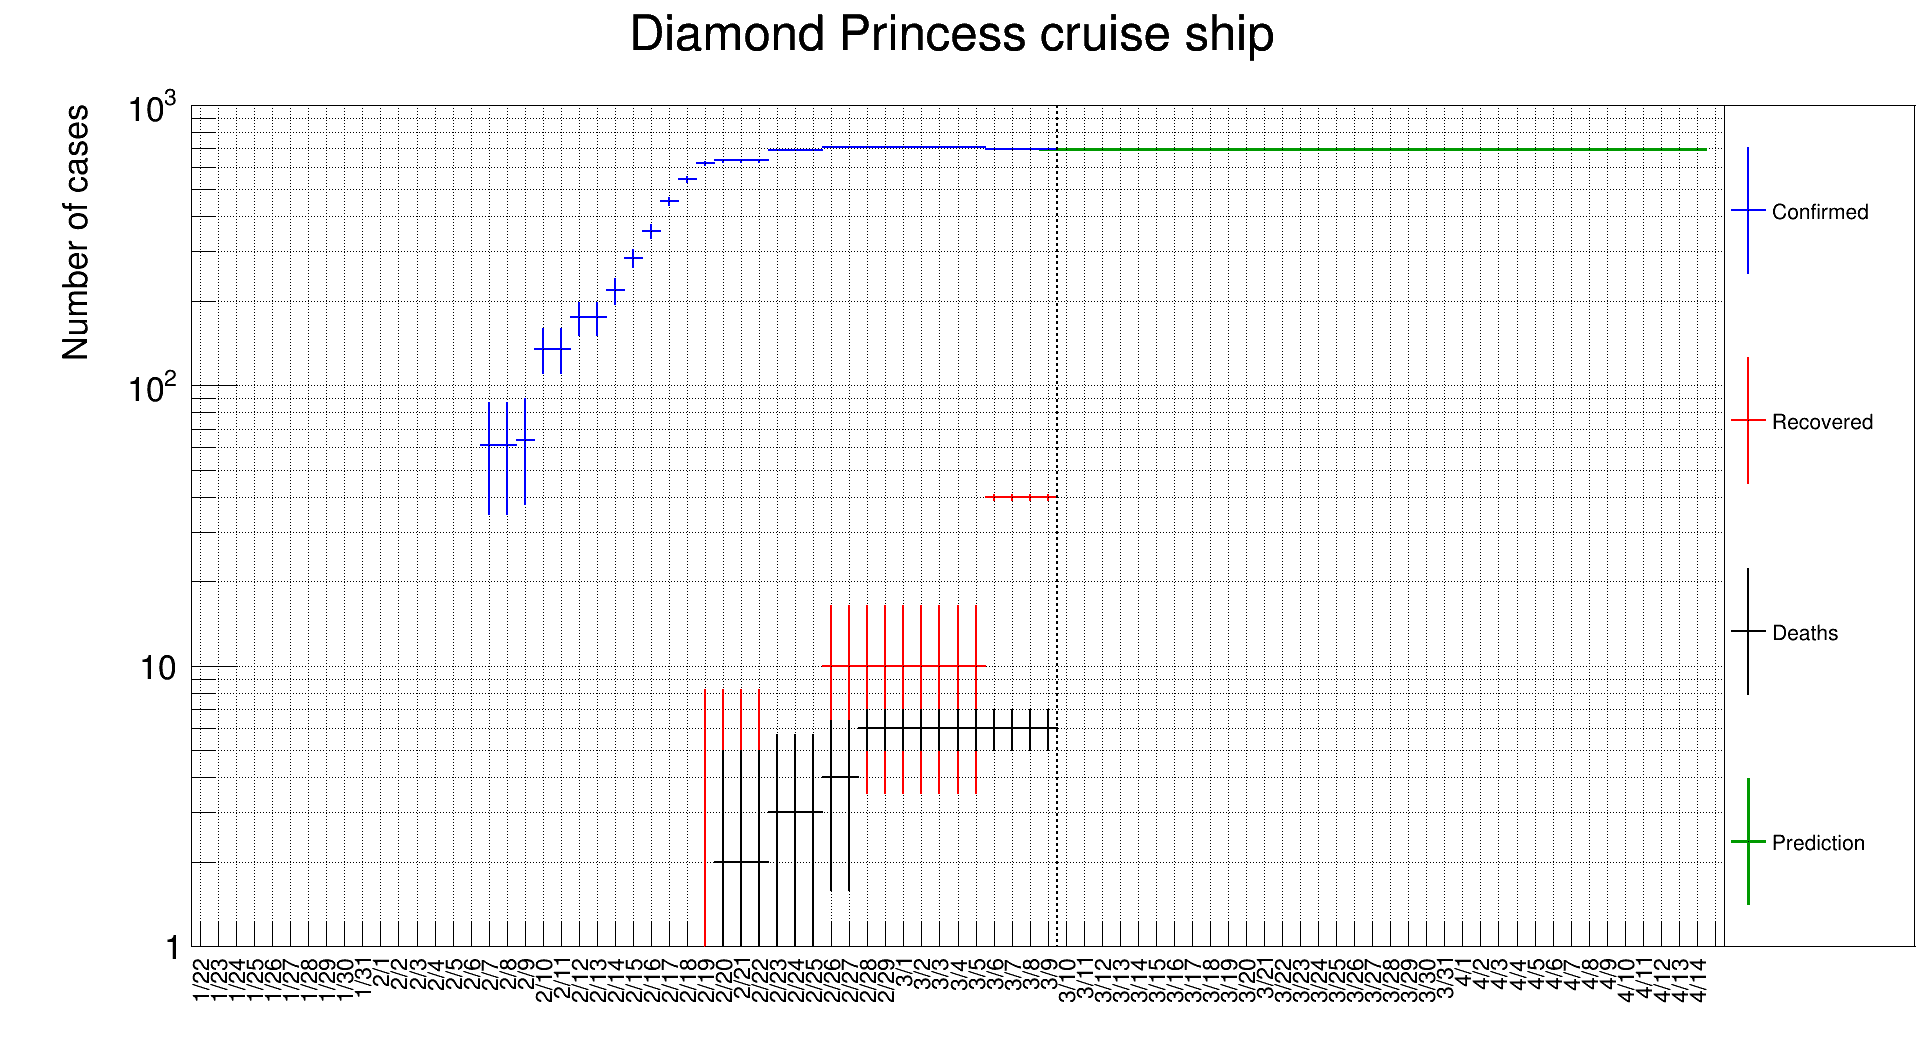 Diamond Princess cruise ship
Number of cases
10^3
10^2
10
1
1/22 1/23 1/24 1/25 1/26 1/27 1/28 1/29 1/30 1/31 2/1 2/2 2/3 2/4 2/5 2/6 2/7 2/8 2/9 2/10 2/11 2/12 2/13 2/14 2/15 2/16 2/17 2/18 2/19 2/20 2/21 2/22 2/23 2/24 2/25 2/26 2/27 2/28 2/29 3/1 3/2 3/3 3/4 3/5 3/6 3/7 3/8 3/9 3/10 3/11 3/12 3/13 3/14 3/15 3/16 3/17 3/18 3/19 3/20 3/21 3/22 3/23 3/24 3/25 3/26 3/27 3/28 3/29 3/30 3/31 4/1 4/2 4/3 4/4 4/5 4/6 4/7 4/8 4/9 4/10 4/11 4/12 4/13 4/14
Confirmed
Recovered
Deaths
Prediction